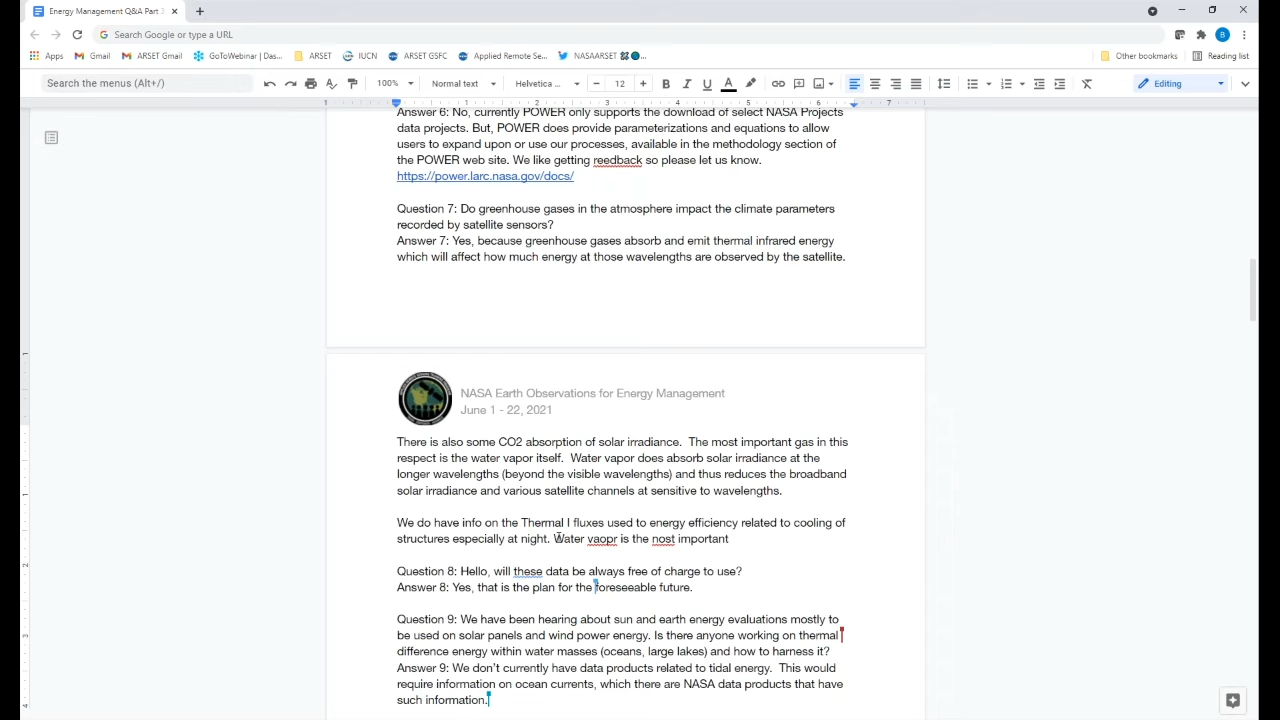 Energy Management Q&A Part 3
Search Google or type a URL
Apps Gmail ARSET Gmail GoToWebinar | Das... ARSET IUCN ARSET GSFC Applied Remote Se... NASAARSET Other bookmarks Reading list
Search the menus (Alt+/) 100% Normal text Helvetica ... 12 Editing
1 1 2 3 4 5 6 7
Answer 6: No, currently POWER only supports the download of select NASA Projects
data projects. But, POWER does provide parameterizations and equations to allow
users to expand upon or use our processes, available in the methodology section of
the POWER web site. We like getting reedback so please let us know.
https://power.larc.nasa.gov/docs/
Question 7: Do greenhouse gases in the atmosphere impact the climate parameters
recorded by satellite sensors?
Answer 7: Yes, because greenhouse gases absorb and emit thermal infrared energy
which will affect how much energy at those wavelengths are observed by the satellite.
NASA Earth Observations for Energy Management
June 1 - 22, 2021
There is also some CO2 absorption of solar irradiance. The most important gas in this
respect is the water vapor itself. Water vapor does absorb solar irradiance at the
longer wavelengths (beyond the visible wavelengths) and thus reduces the broadband
solar irradiance and various satellite channels at sensitive to wavelengths.
We do have info on the Thermal I fluxes used to energy efficiency related to cooling of
structures especially at night. Water vaopr is the nost important
Question 8: Hello, will these data be always free of charge to use?
Answer 8: Yes, that is the plan for the foreseeable future.
Question 9: We have been hearing about sun and earth energy evaluations mostly to
be used on solar panels and wind power energy. Is there anyone working on thermal
difference energy within water masses (oceans, large lakes) and how to harness it?
Answer 9: We don't currently have data products related to tidal energy. This would
require information on ocean currents, which there are NASA data products that have
such information.